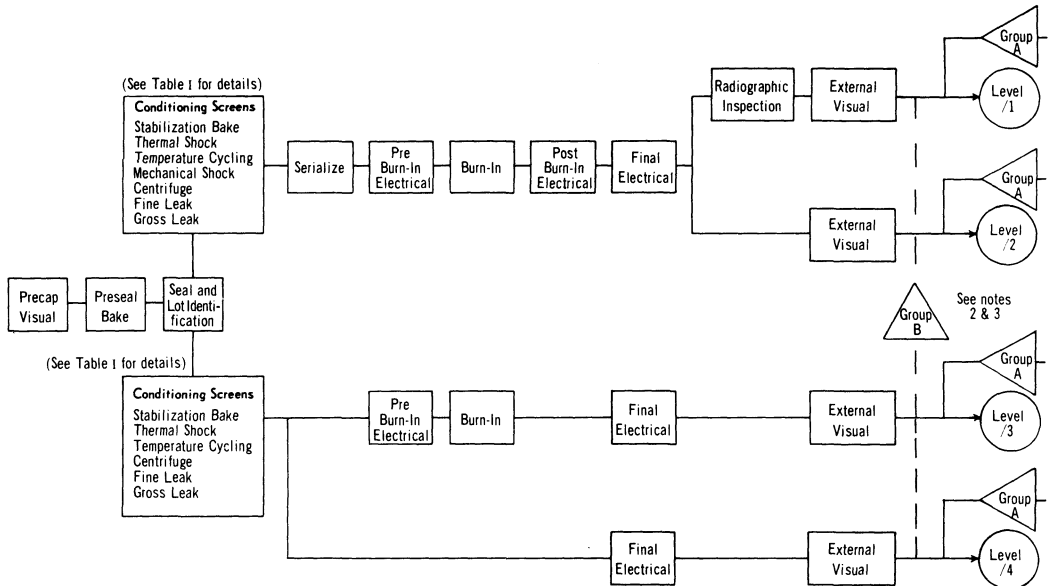 Group
A
(See Table I for details)
Conditioning Screens
Stabilization Bake
Thermal Shock
Temperature Cycling
Mechanical Shock
Centrifuge
Fine Leak
Gross Leak
Serialize
Pre
Burn-In
Electrical
Burn-In
Post
Burn-In
Electrical
Final
Electrical
Radiographic
Inspection
External
Visual
Level
/1
Group
A
External
Visual
Level
/2
Precap
Visual
Preseal
Bake
Seal and
Lot Identi-
fication
Group
B
See notes
2 & 3
(See Table I for details)
Conditioning Screens
Stabilization Bake
Thermal Shock
Temperature Cycling
Centrifuge
Fine Leak
Gross Leak
Pre
Burn-In
Electrical
Burn-In
Final
Electrical
External
Visual
Group
A
Level
/3
Final
Electrical
External
Visual
Group
A
Level
/4